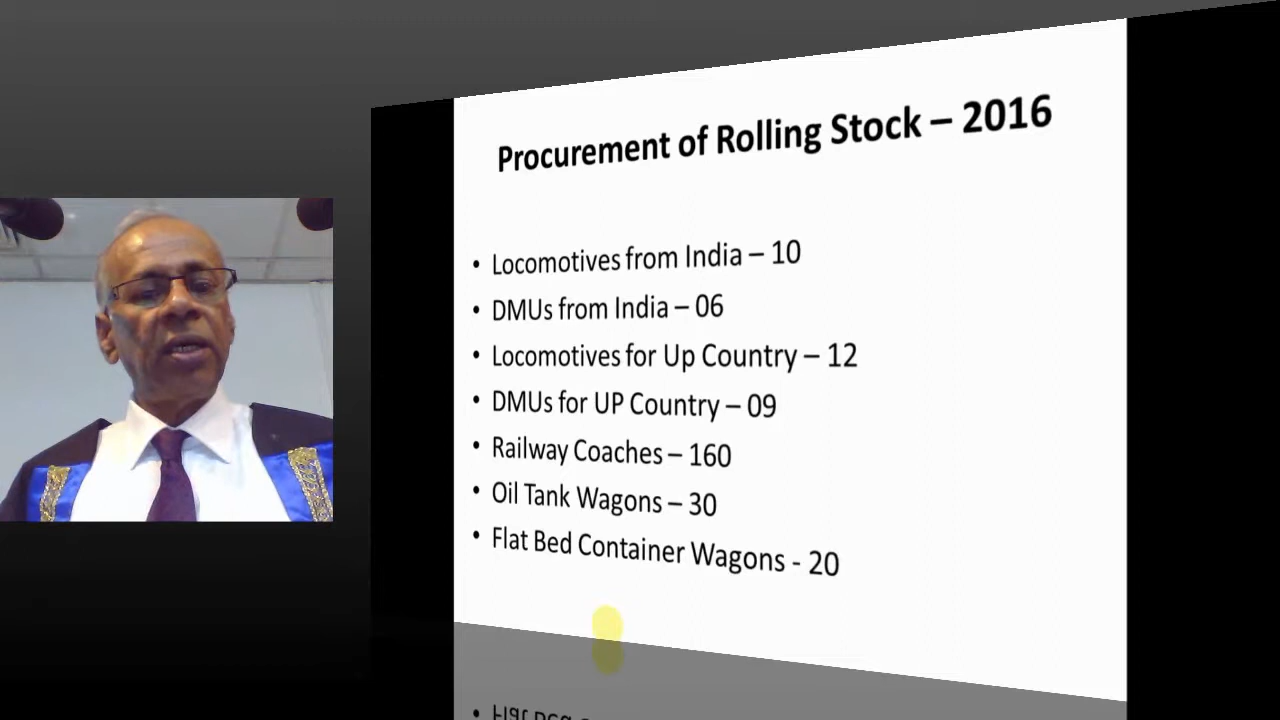 Procurement of Rolling Stock – 2016
• Locomotives from India – 10
• DMUs from India – 06
• Locomotives for Up Country – 12
• DMUs for UP Country – 09
• Railway Coaches – 160
• Oil Tank Wagons – 30
• Flat Bed Container Wagons - 20